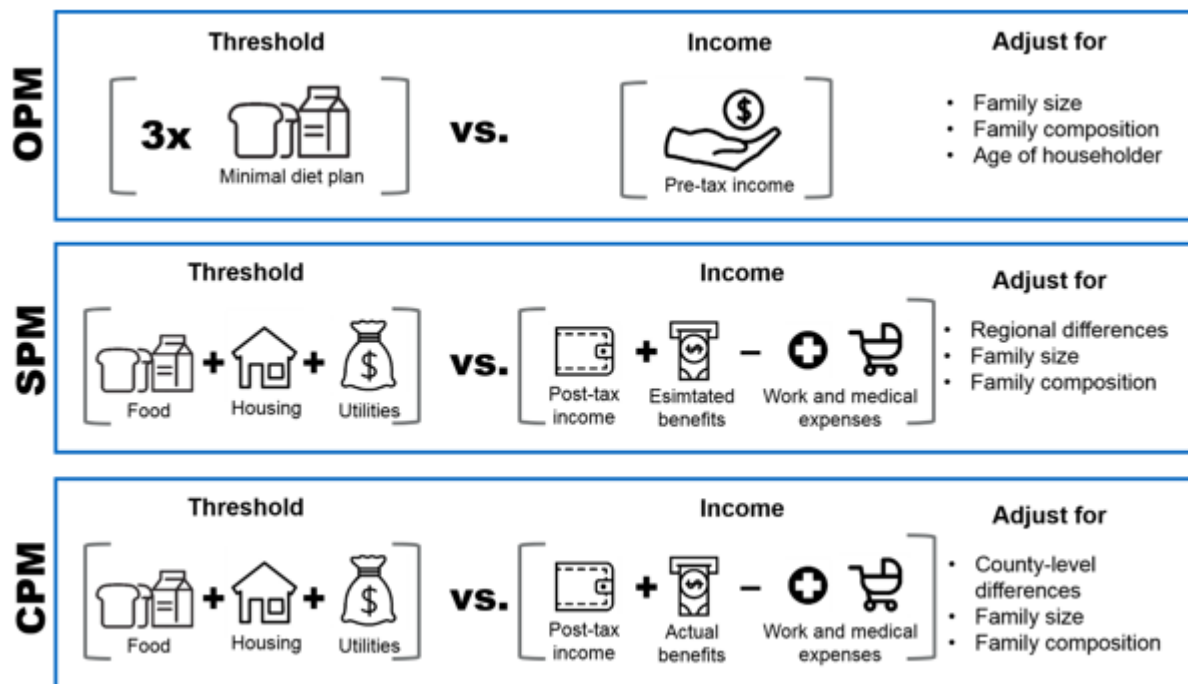 OPM
Threshold
Income
Adjust for
3x
Minimal diet plan
vs.
$
Pre-tax income
• Family size
• Family composition
• Age of householder
SPM
Threshold
Income
Adjust for
+
+
$
Food
Housing
Utilities
vs.
+
$
–
Post-tax
income
Esimtated
benefits
Work and medical
expenses
• Regional differences
• Family size
• Family composition
CPM
Threshold
Income
Adjust for
+
+
$
Food
Housing
Utilities
vs.
+
$
–
Post-tax
income
Actual
benefits
Work and medical
expenses
• County-level
differences
• Family size
• Family composition